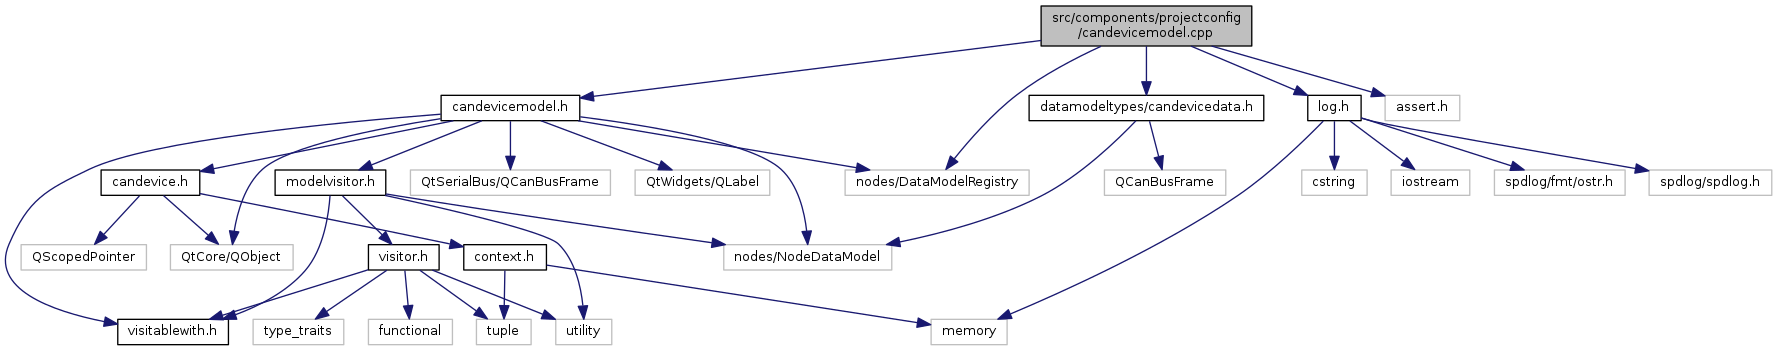 src/components/projectconfig
/candevicemodel.cpp
candevicemodel.h
datamodeltypes/candevicedata.h
log.h
assert.h
candevice.h
modelvisitor.h
QtSerialBus/QCanBusFrame
QtWidgets/QLabel
nodes/DataModelRegistry
QCanBusFrame
cstring
iostream
spdlog/fmt/ostr.h
spdlog/spdlog.h
QScopedPointer
QtCore/QObject
visitor.h
context.h
nodes/NodeDataModel
visitablewith.h
type_traits
functional
tuple
utility
memory